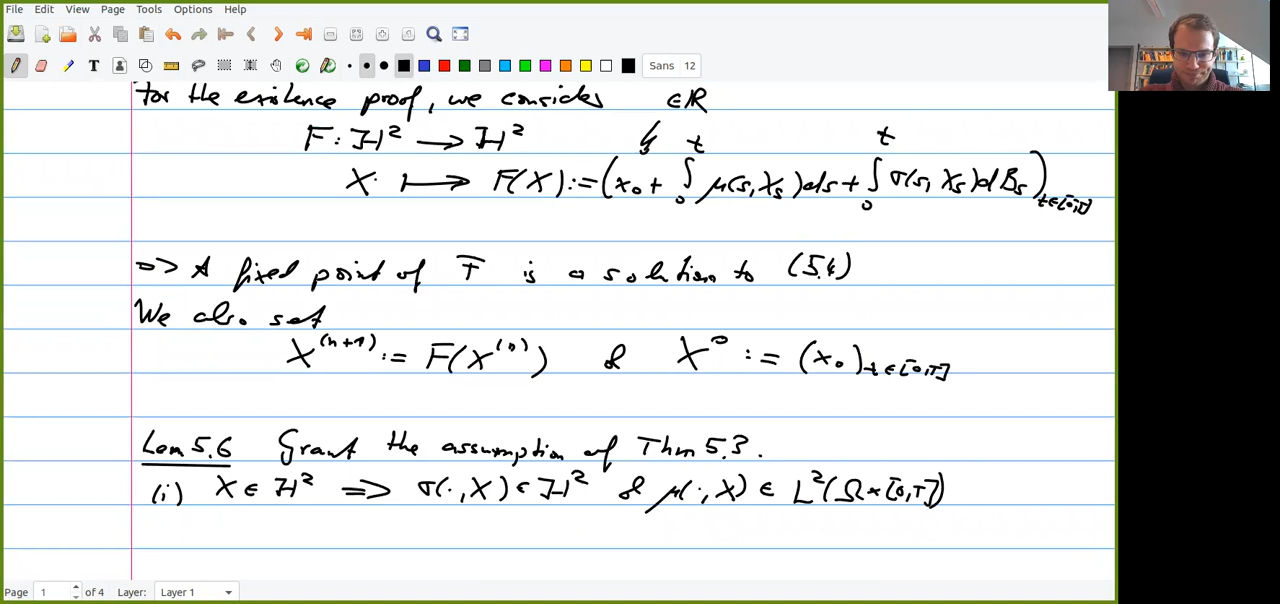 File Edit View Page Track Tools Options Help
Sans 12
for the existence proof, we consider ∈ℝ
F: H² → H²
X ↦ F(X) := (x₀ + ∫₀ᵗ μ(s, Xₛ)ds + ∫₀ᵗ σ(s, Xₛ)dBₛ)ₜ∈[0,T]
=> A fixed point of F is a solution to (5.4)
We also set
X⁽ⁿ⁺¹⁾ := F(X⁽ⁿ⁾) & X⁰ := (x₀)ₜ∈[0,T]
Lem 5.6 Grant the assumption of Thm 5.3.
(i) X ∈ H² => σ(·, X) ∈ H² & μ(·, X) ∈ L²(Ω×[0,T])
Page 1 of 4 Layer: Layer 1